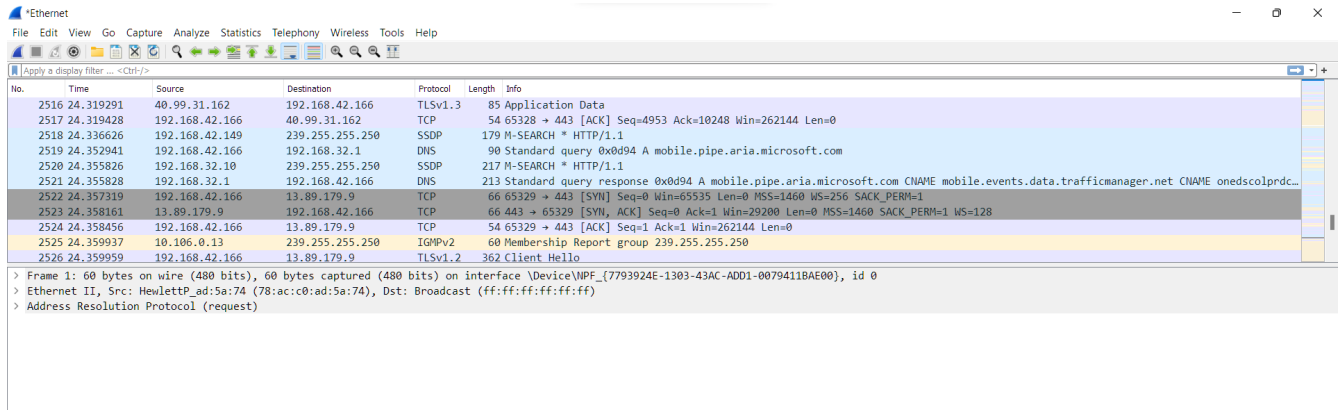 *Ethernet
File Edit View Go Capture Analyze Statistics Telephony Wireless Tools Help
Apply a display filter ... <Ctrl-/>
No. Time Source Destination Protocol Length Info
2516 24.319291 40.99.31.162 192.168.42.166 TLSv1.3 85 Application Data
2517 24.319428 192.168.42.166 40.99.31.162 TCP 54 65328 → 443 [ACK] Seq=4953 Ack=10248 Win=262144 Len=0
2518 24.336626 192.168.42.149 239.255.255.250 SSDP 179 M-SEARCH * HTTP/1.1
2519 24.352941 192.168.42.166 192.168.32.1 DNS 90 Standard query 0x0d94 A mobile.pipe.aria.microsoft.com
2520 24.355826 192.168.32.10 239.255.255.250 SSDP 217 M-SEARCH * HTTP/1.1
2521 24.355828 192.168.32.1 192.168.42.166 DNS 213 Standard query response 0x0d94 A mobile.pipe.aria.microsoft.com CNAME mobile.events.data.trafficmanager.net CNAME onedscolprdc…
2522 24.357319 192.168.42.166 13.89.179.9 TCP 66 65329 → 443 [SYN] Seq=0 Win=65535 Len=0 MSS=1460 WS=256 SACK_PERM=1
2523 24.358161 13.89.179.9 192.168.42.166 TCP 66 443 → 65329 [SYN, ACK] Seq=0 Ack=1 Win=29200 Len=0 MSS=1460 SACK_PERM=1 WS=128
2524 24.358456 192.168.42.166 13.89.179.9 TCP 54 65329 → 443 [ACK] Seq=1 Ack=1 Win=262144 Len=0
2525 24.359937 10.106.0.13 239.255.255.250 IGMPv2 60 Membership Report group 239.255.255.250
2526 24.359959 192.168.42.166 13.89.179.9 TLSv1.2 362 Client Hello
> Frame 1: 60 bytes on wire (480 bits), 60 bytes captured (480 bits) on interface \Device\NPF_{7793924E-1303-43AC-ADD1-0079411BAE00}, id 0
> Ethernet II, Src: HewlettP_ad:5a:74 (78:ac:c0:ad:5a:74), Dst: Broadcast (ff:ff:ff:ff:ff:ff)
> Address Resolution Protocol (request)